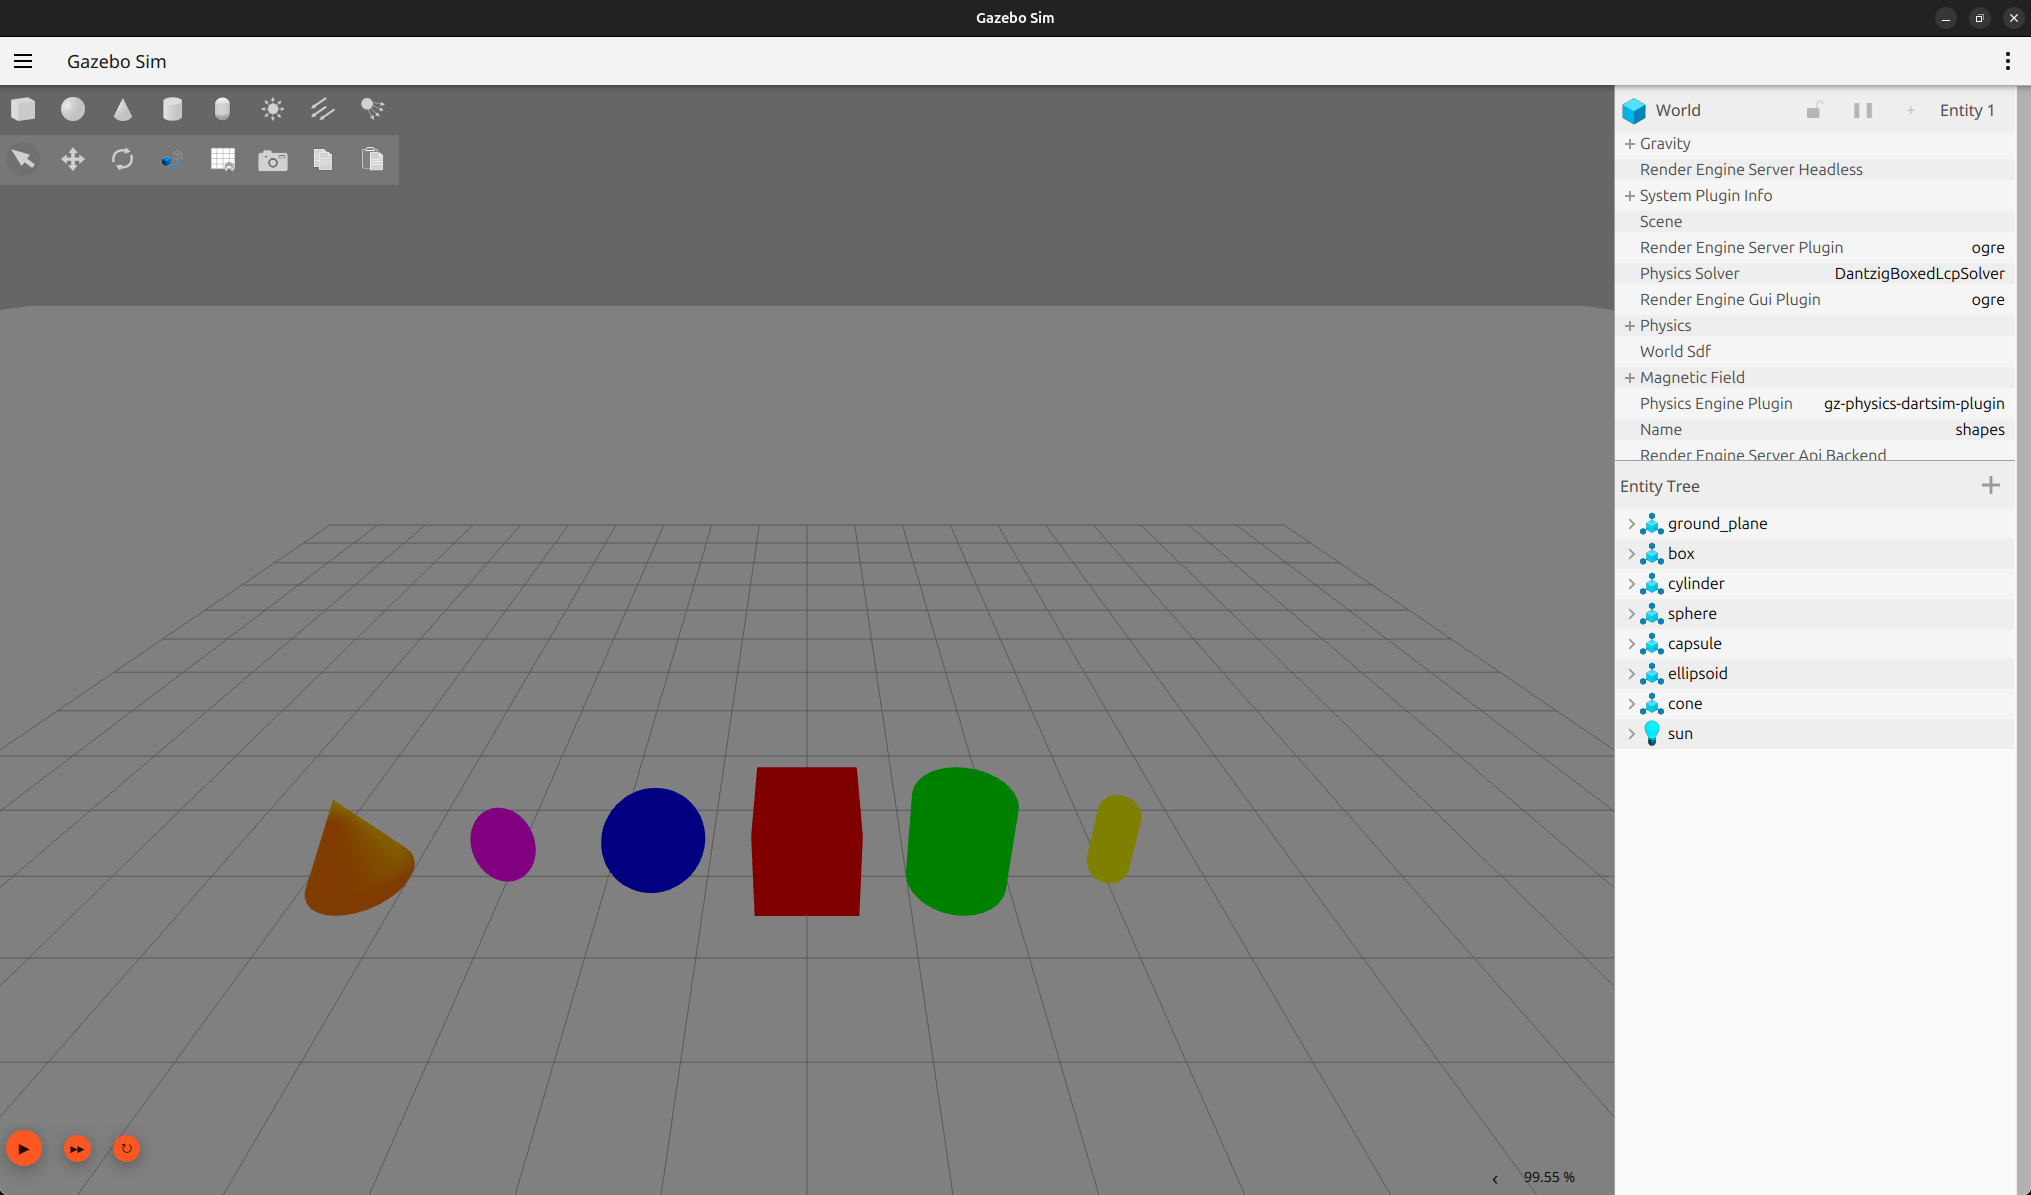 Gazebo Sim
Gazebo Sim
World Entity 1
Gravity
Render Engine Server Headless
System Plugin Info
Scene
Render Engine Server Plugin ogre
Physics Solver DantzigBoxedLcpSolver
Render Engine Gui Plugin ogre
Physics
World Sdf
Magnetic Field
Physics Engine Plugin gz-physics-dartsim-plugin
Name shapes
Render Engine Server Api Backend
Entity Tree
ground_plane
box
cylinder
sphere
capsule
ellipsoid
cone
sun
99.55 %